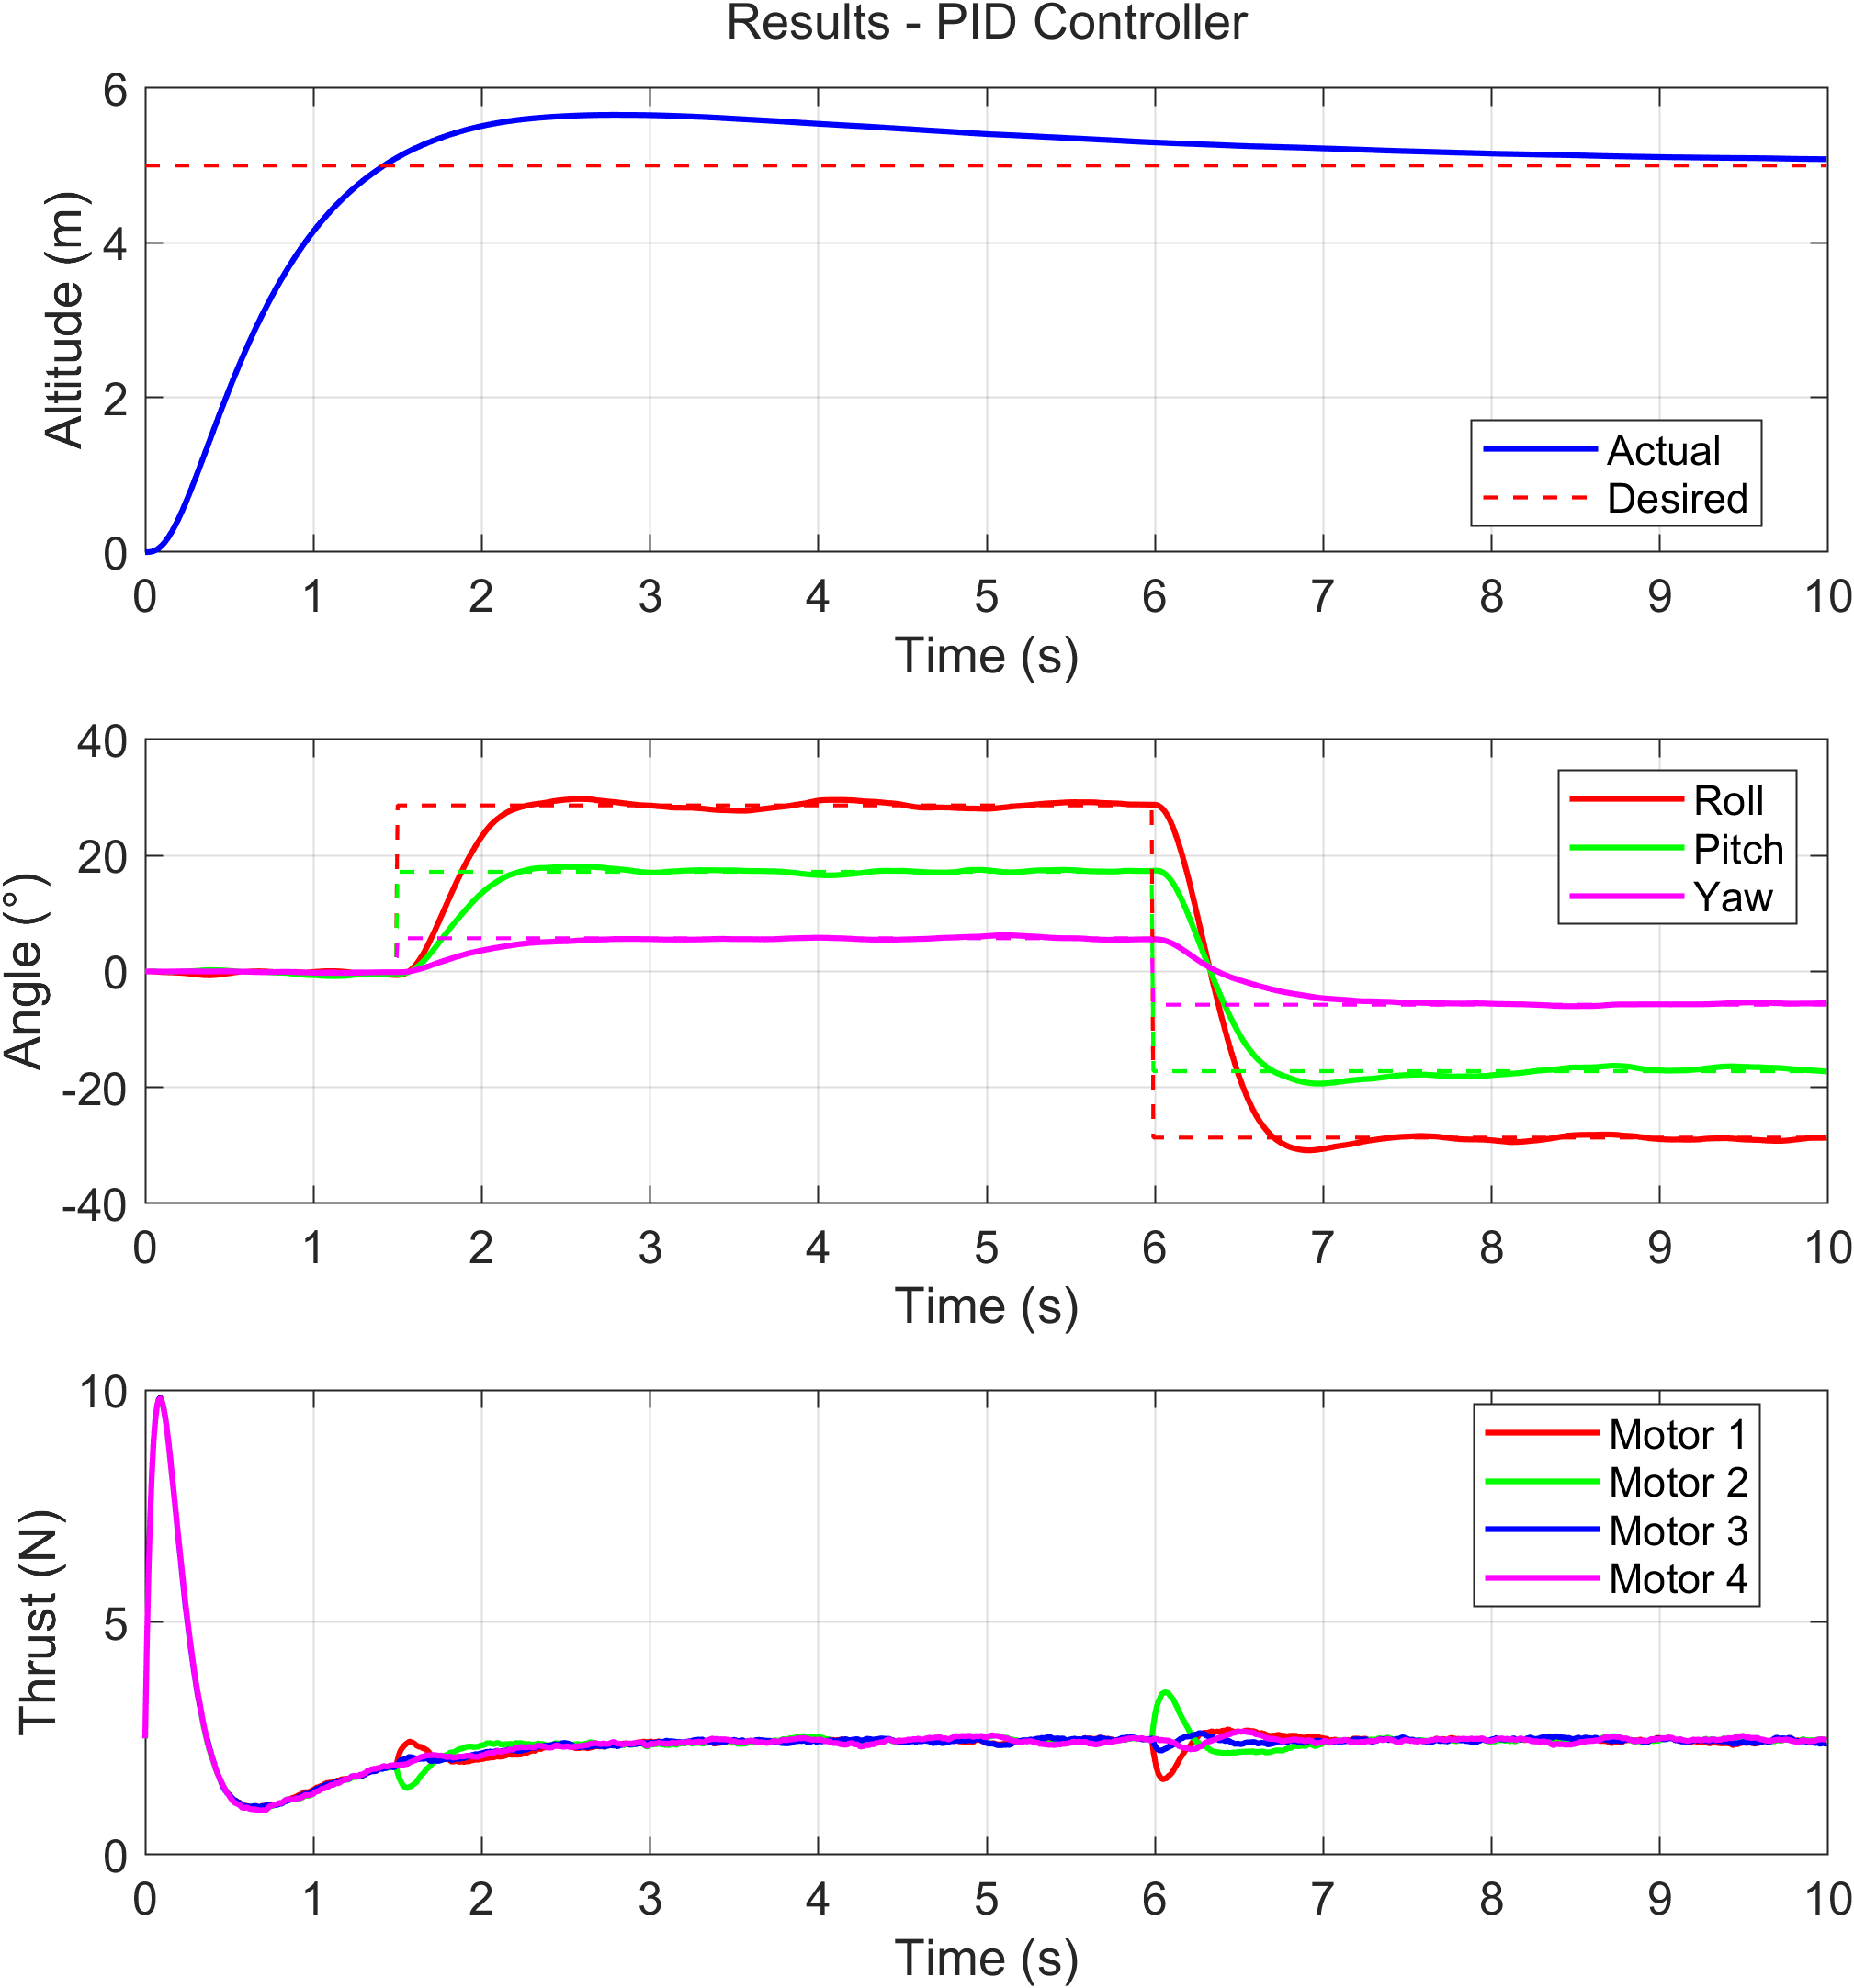 Results - PID Controller
6
4
2
0
Altitude (m)
Actual
Desired
0 1 2 3 4 5 6 7 8 9 10
Time (s)
40
20
0
-20
-40
Angle (°)
Roll
Pitch
Yaw
0 1 2 3 4 5 6 7 8 9 10
Time (s)
10
5
0
Thrust (N)
Motor 1
Motor 2
Motor 3
Motor 4
0 1 2 3 4 5 6 7 8 9 10
Time (s)